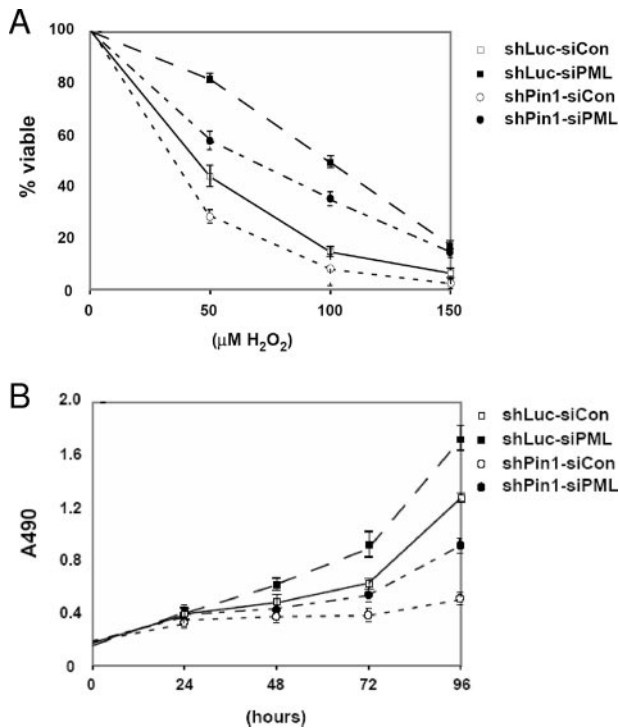 A
100
80
60
40
20
0
% viable
0 50 100 150
(µM H₂O₂)
shLuc-siCon
shLuc-siPML
shPin1-siCon
shPin1-siPML
B
2.0
1.6
1.2
0.8
0.4
0
A490
0 24 48 72 96
(hours)
shLuc-siCon
shLuc-siPML
shPin1-siCon
shPin1-siPML